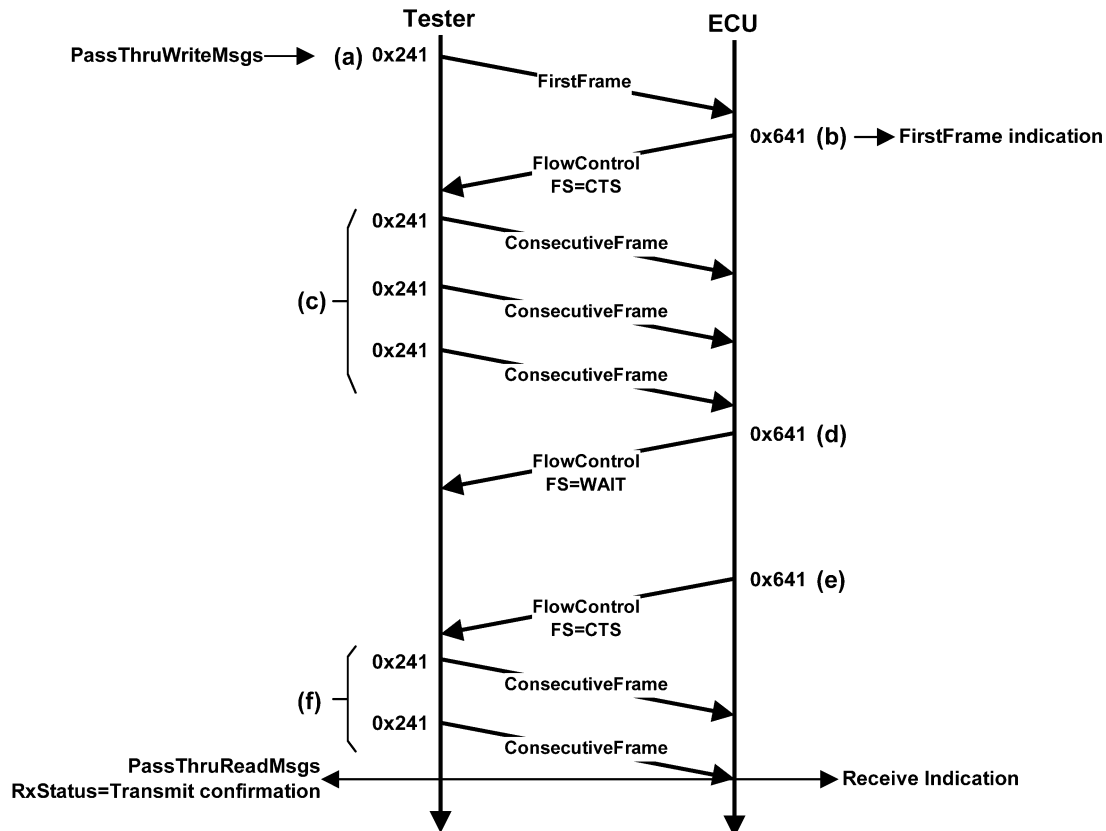 Tester
ECU
PassThruWriteMsgs
(a) 0x241
FirstFrame
0x641 (b)
FirstFrame indication
FlowControl
FS=CTS
0x241
ConsecutiveFrame
(c)
0x241
ConsecutiveFrame
0x241
ConsecutiveFrame
0x641 (d)
FlowControl
FS=WAIT
0x641 (e)
FlowControl
FS=CTS
0x241
ConsecutiveFrame
(f)
0x241
ConsecutiveFrame
PassThruReadMsgs
RxStatus=Transmit confirmation
Receive Indication